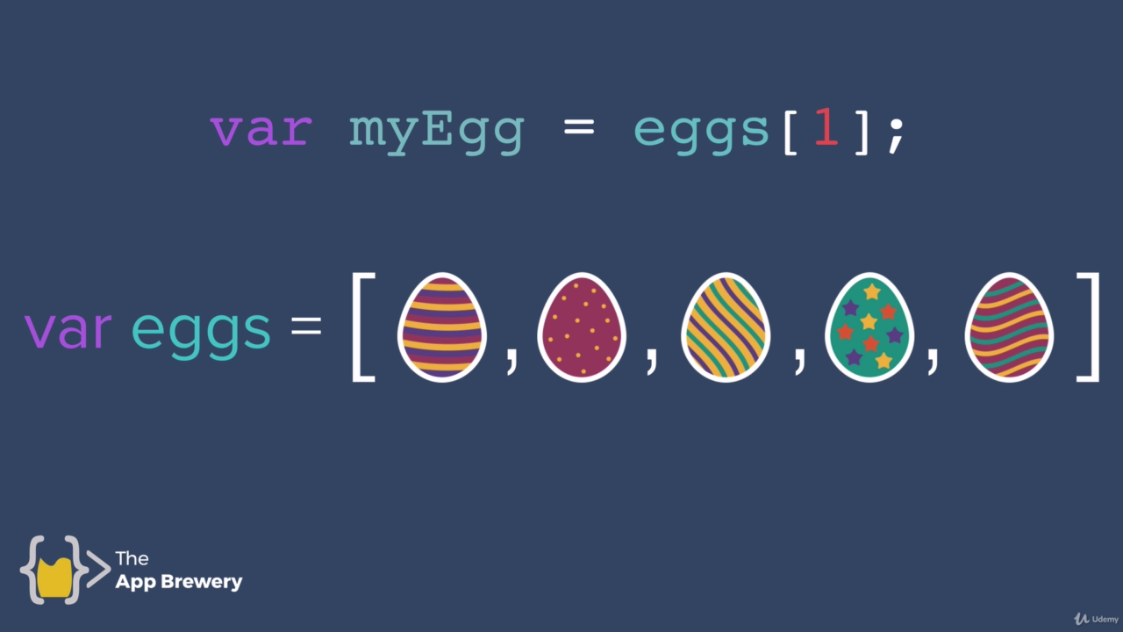 var myEgg = eggs[1];
var eggs = [ , , , , ]
The
App Brewery
Udemy